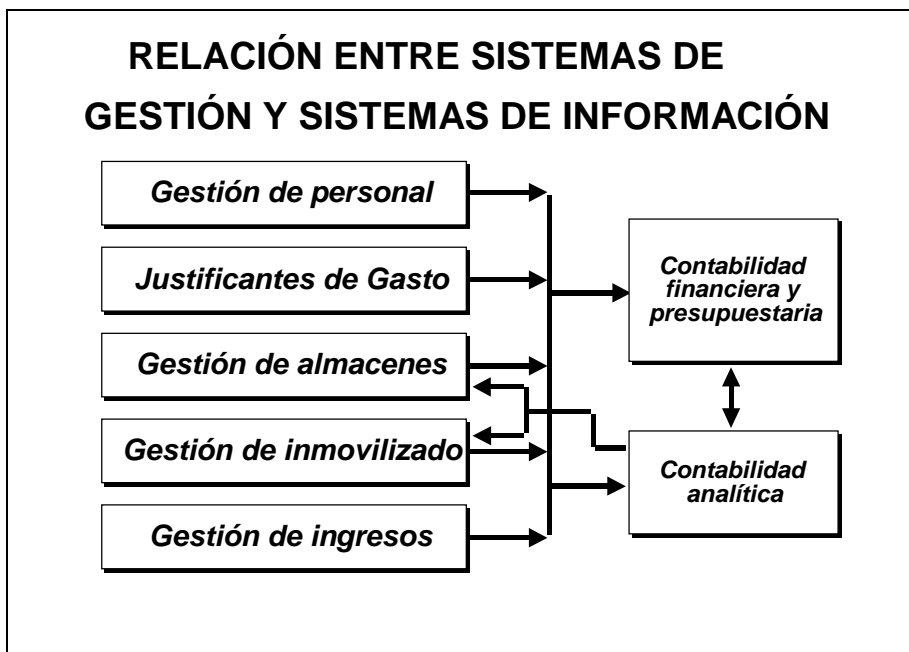 RELACIÓN ENTRE SISTEMAS DE
GESTIÓN Y SISTEMAS DE INFORMACIÓN
Gestión de personal
Justificantes de Gasto
Gestión de almacenes
Gestión de inmovilizado
Gestión de ingresos
Contabilidad
financiera y
presupuestaria
Contabilidad
analítica